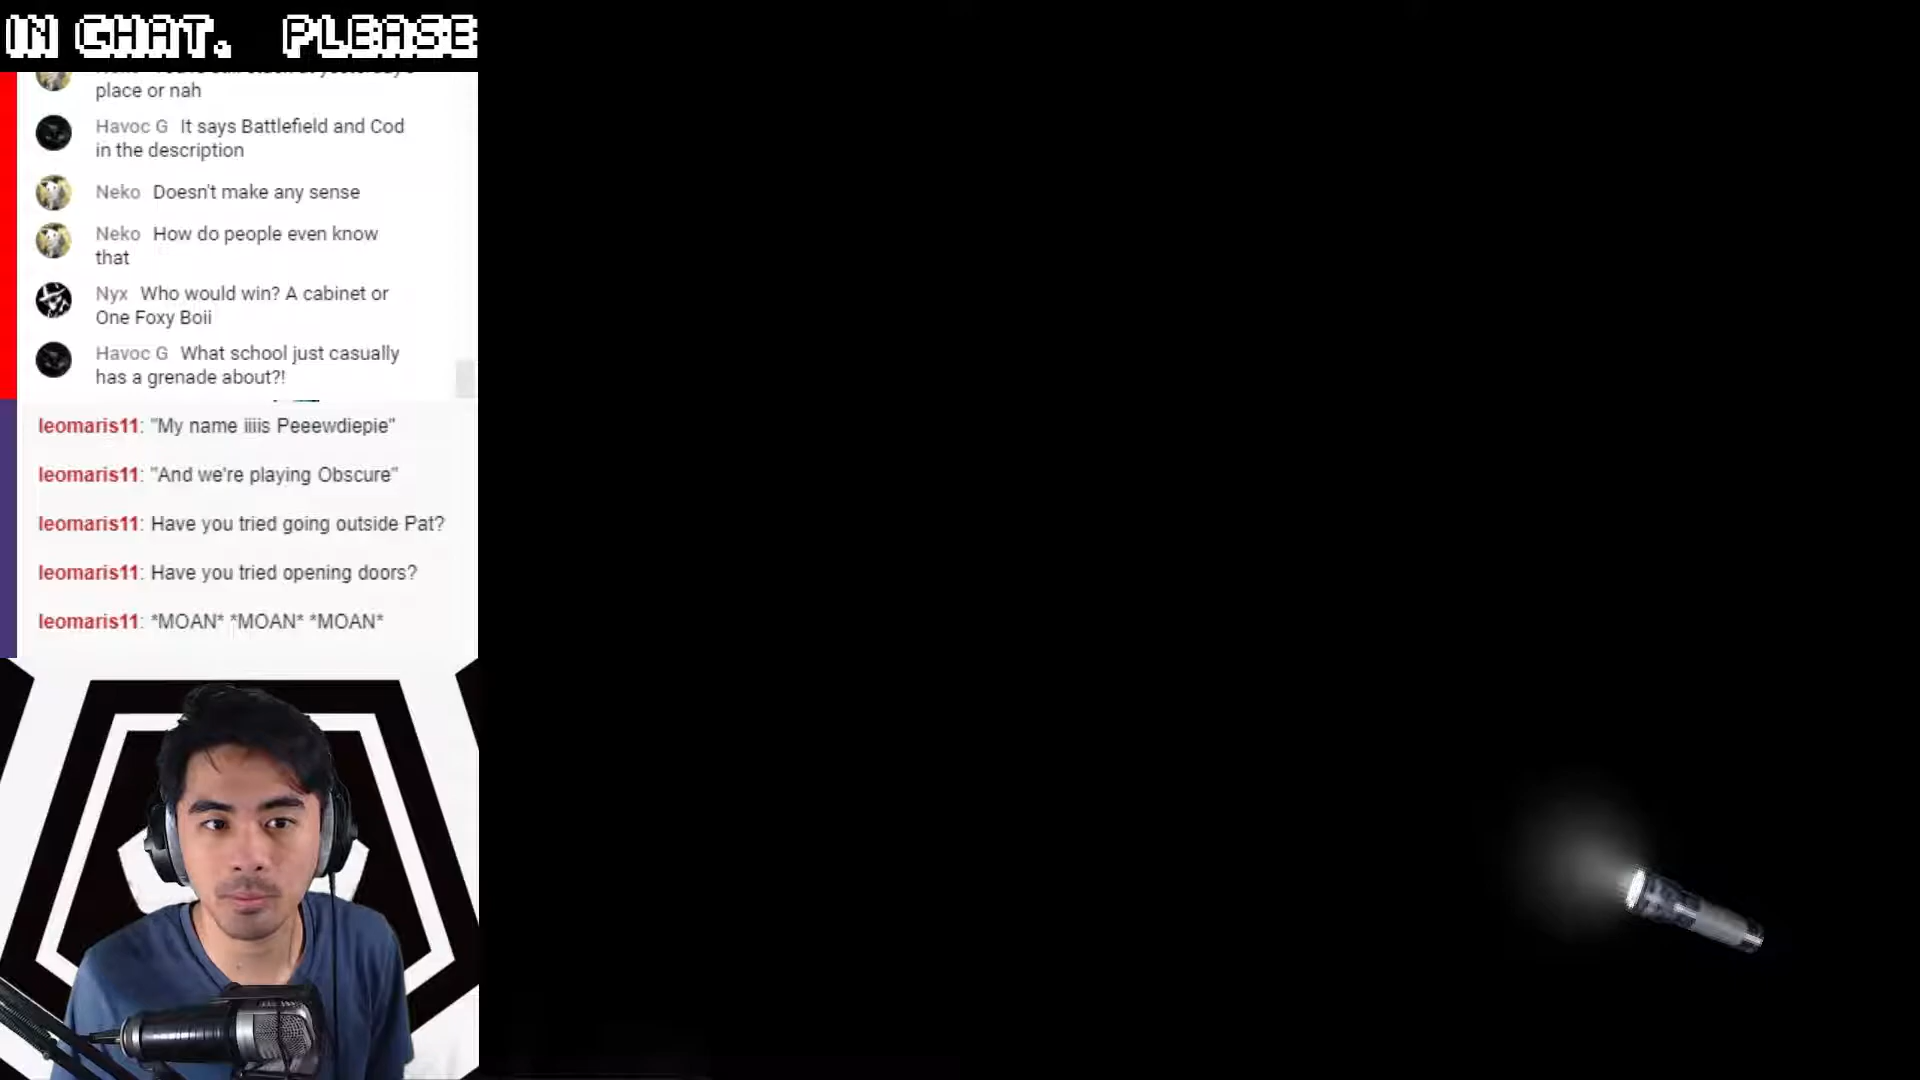 IN CHAT. PLEASE
place or nah
Havoc G It says Battlefield and Cod
in the description
Neko Doesn't make any sense
Neko How do people even know
that
Nyx Who would win? A cabinet or
One Foxy Boii
Havoc G What school just casually
has a grenade about?!
leomaris11: "My name iiiis Peeewdiepie"
leomaris11: "And we're playing Obscure"
leomaris11: Have you tried going outside Pat?
leomaris11: Have you tried opening doors?
leomaris11: *MOAN* *MOAN* *MOAN*